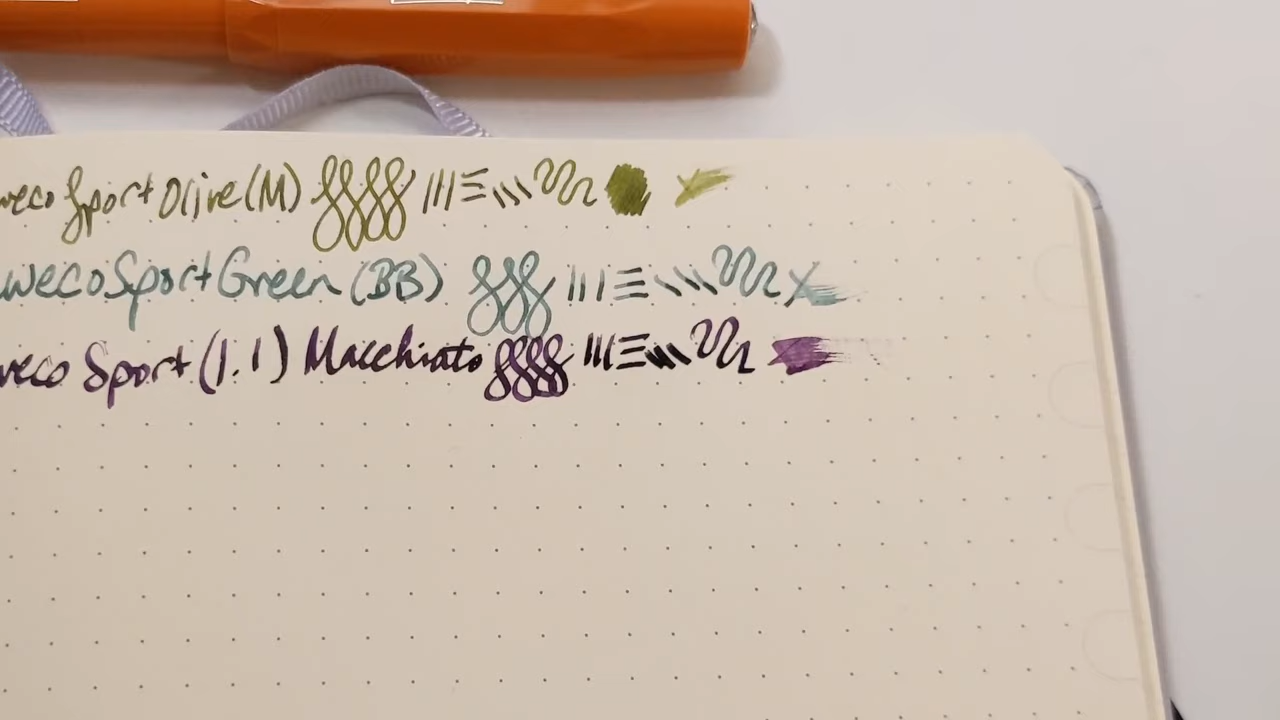 weco Sport Olive (M)
weco Sport Green (BB)
weco Sport (1.1) Macchiato